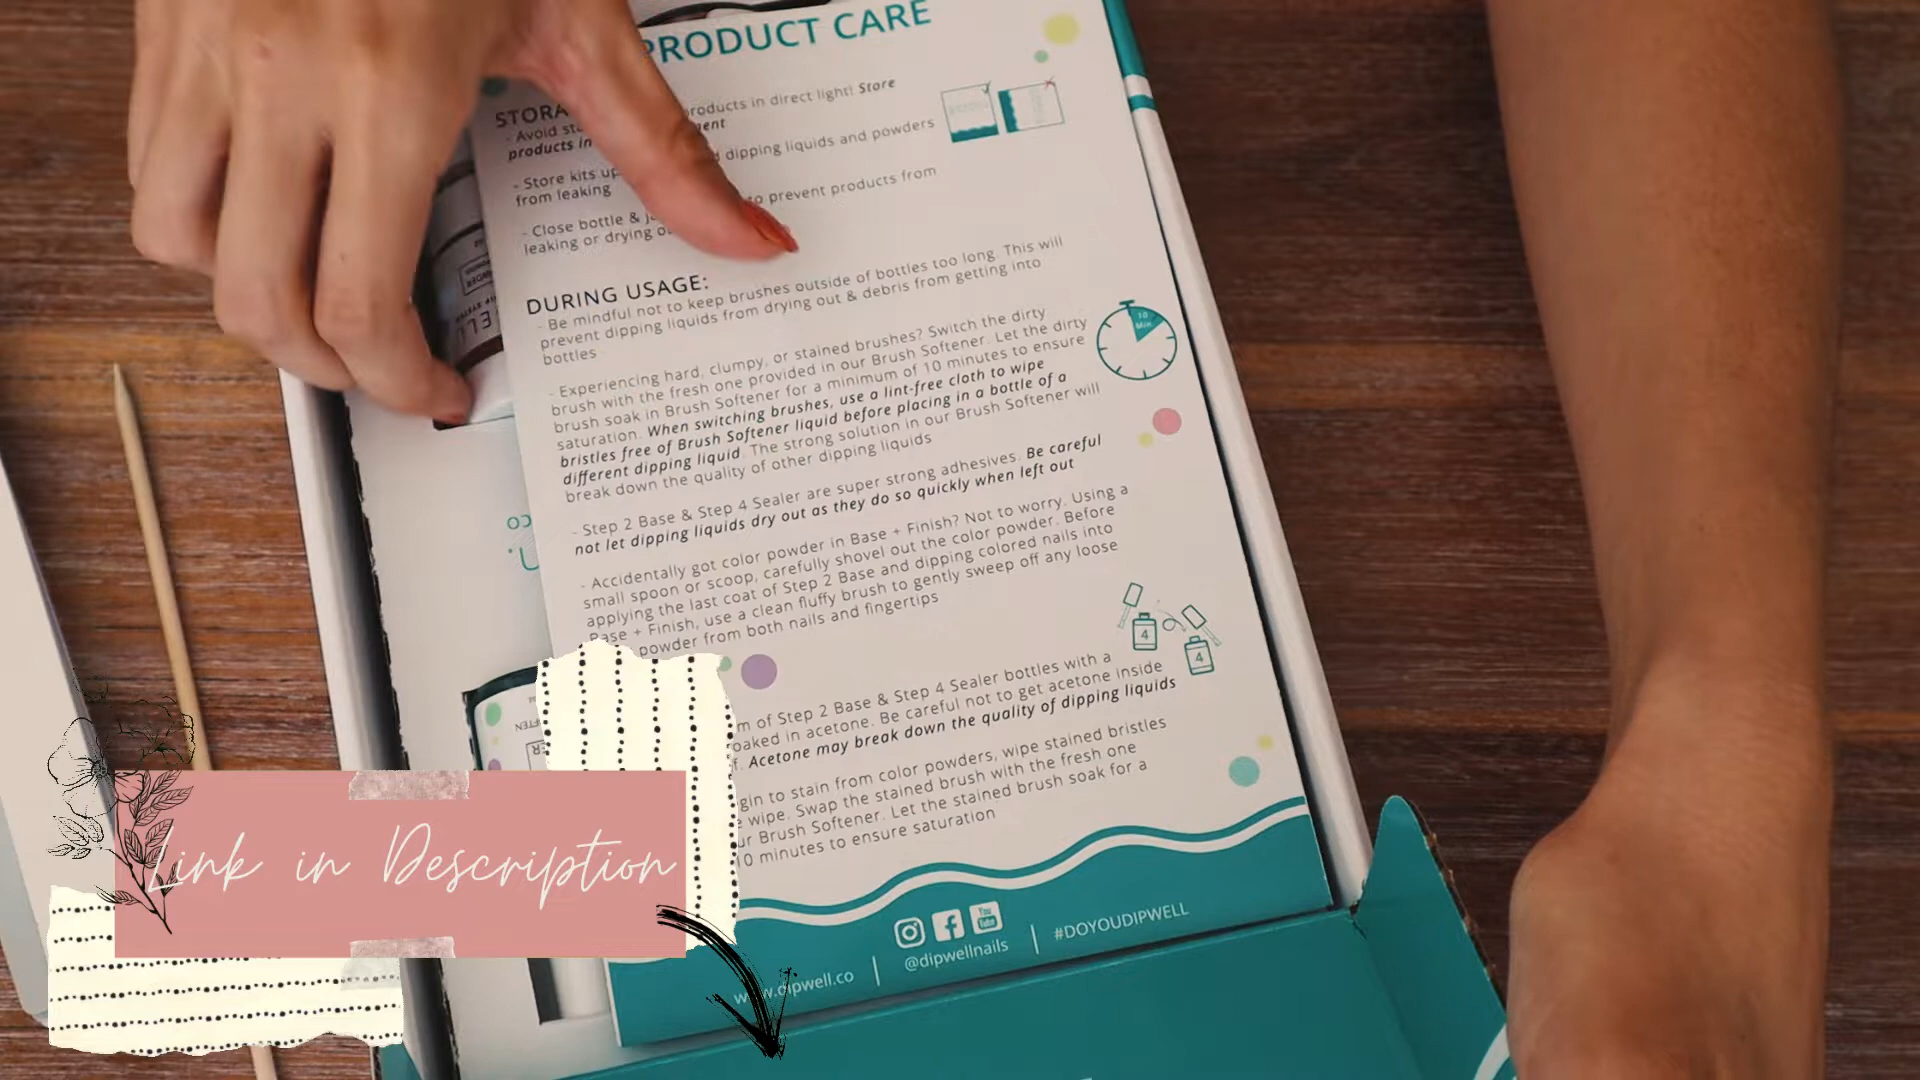 PRODUCT CARE
STORA
- Avoid sto products in direct light! Store
products in ment
- Store kits up d dipping liquids and powders
from leaking
- Close bottle & j to prevent products from
leaking or drying o
DURING USAGE:
- Be mindful not to keep brushes outside of bottles too long. This will
prevent dipping liquids from drying out & debris from getting into
bottles
- Experiencing hard, clumpy, or stained brushes? Switch the dirty
brush with the fresh one provided in our Brush Softener. Let the dirty
brush soak in Brush Softener for a minimum of 10 minutes to ensure
saturation. When switching brushes, use a lint-free cloth to wipe
bristles free of Brush Softener liquid before placing in a bottle of a
different dipping liquid. The strong solution in our Brush Softener will
break down the quality of other dipping liquids
10
Min
- Step 2 Base & Step 4 Sealer are super strong adhesives. Be careful
not let dipping liquids dry out as they do so quickly when left out
- Accidentally got color powder in Base + Finish? Not to worry. Using a
small spoon or scoop, carefully shovel out the color powder. Before
applying the last coat of Step 2 Base and dipping colored nails into
Base + Finish, use a clean fluffy brush to gently sweep off any loose
powder from both nails and fingertips
4
4
m of Step 2 Base & Step 4 Sealer bottles with a
oaked in acetone. Be careful not to get acetone inside
f. Acetone may break down the quality of dipping liquids
gin to stain from color powders, wipe stained bristles
e wipe. Swap the stained brush with the fresh one
ur Brush Softener. Let the stained brush soak for a
10 minutes to ensure saturation
You
Tube
www.dipwell.co | @dipwellnails | #DOYOUDIPWELL
Link in Description